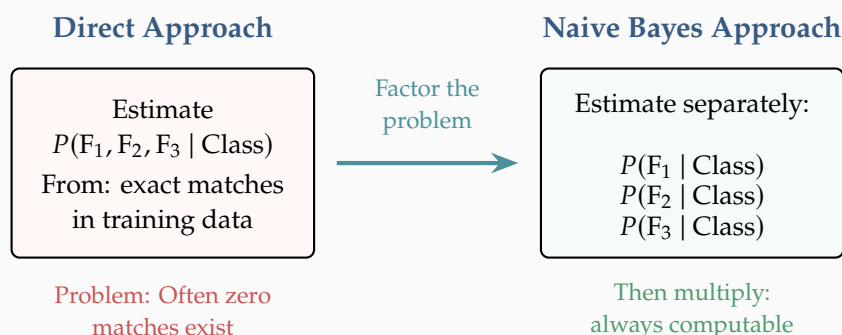 Direct Approach
Estimate
P(F₁, F₂, F₃ | Class)
From: exact matches
in training data
Problem: Often zero
matches exist
Factor the
problem
Naive Bayes Approach
Estimate separately:
P(F₁ | Class)
P(F₂ | Class)
P(F₃ | Class)
Then multiply:
always computable